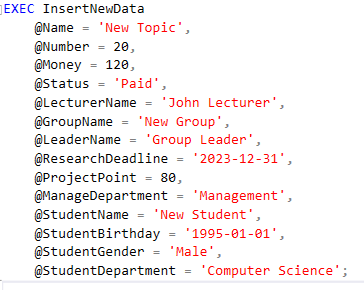 EXEC InsertNewData
@Name = 'New Topic',
@Number = 20,
@Money = 120,
@Status = 'Paid',
@LecturerName = 'John Lecturer',
@GroupName = 'New Group',
@LeaderName = 'Group Leader',
@ResearchDeadline = '2023-12-31',
@ProjectPoint = 80,
@ManageDepartment = 'Management',
@StudentName = 'New Student',
@StudentBirthday = '1995-01-01',
@StudentGender = 'Male',
@StudentDepartment = 'Computer Science';